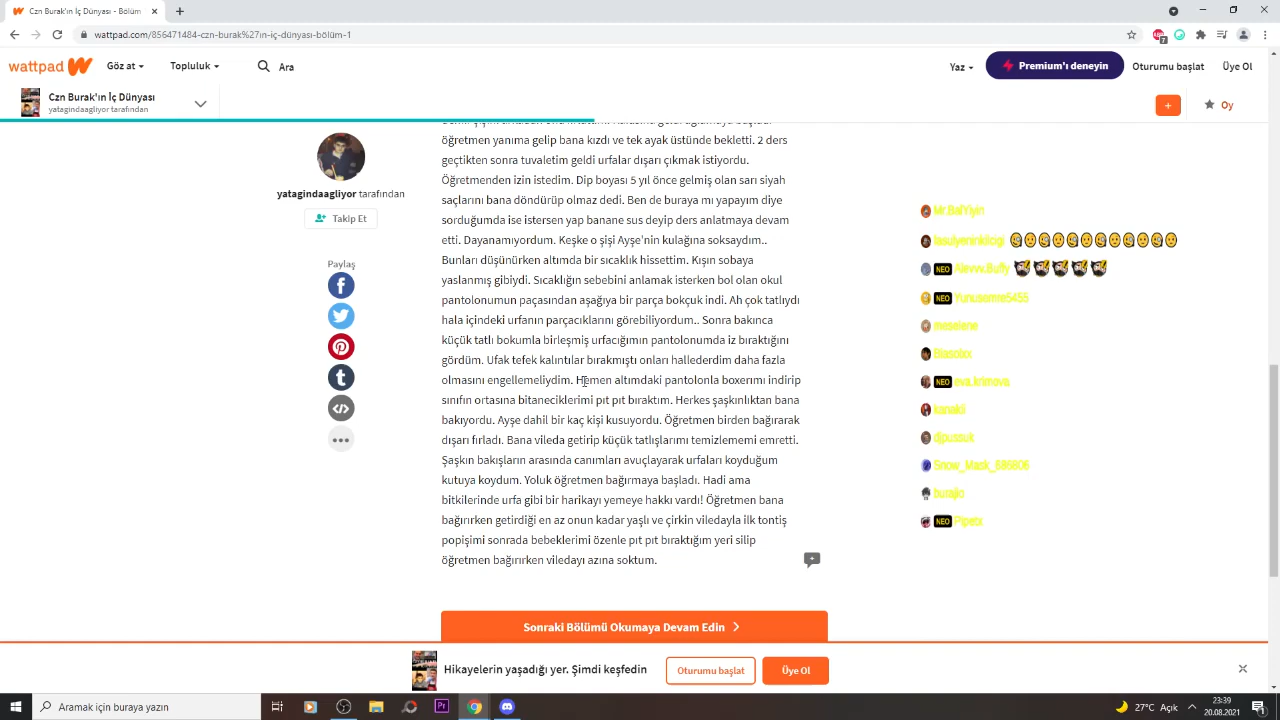 Czn Burak'ın İç Dünyası - Bölüm
wattpad.com/856471484-czn-burak%27ın-iç-dünyası-bölüm-1
wattpad
Göz at
Topluluk
Ara
Yaz
Premium'ı deneyin
Oturumu başlat
Üye Ol
Czn Burak'ın İç Dünyası
yatagindaagliyor tarafından
+
Oy
yatagindaagliyor tarafından
Takip Et
Paylaş
öğretmen yanıma gelip bana kızdı ve tek ayak üstünde bekletti. 2 ders
geçtikten sonra tuvaletim geldi urfalar dışarı çıkmak istiyordu.
Öğretmenden izin istedim. Dip boyası 5 yıl önce gelmiş olan sarı siyah
saçlarını bana döndürüp olmaz dedi. Ben de buraya mı yapayım diye
sorduğumda ise istersen yap banane sus deyip ders anlatmaya devam
etti. Dayanamıyordum. Keşke o şişi Ayşe'nin kulağına soksaydım..
Bunları düşünürken altımda bir sıcaklık hissettim. Kışın sobaya
yaslanmış gibiydi. Sıcaklığın sebebini anlamak isterken bol olan okul
pantolonumun paçasından aşağıya bir parça bokçuk indi. Ah çok tatlıydı
hala içindeki urfanın parçacıklarını görebiliyordum.. Sonra bakınca
küçük tatlı bokumla birleşmiş urfacığımın pantolonumda iz bıraktığını
gördüm. Ufak tefek kalıntılar bırakmıştı onları hallederdim daha fazla
olmasını engellemeliydim. Hemen altımdaki pantolonla boxerımı indirip
sınıfın ortasına bitaneciklerimi pıt pıt bıraktım. Herkes şaşkınlıktan bana
bakıyordu. Ayşe dahil bir kaç kişi kusuyordu. Öğretmen birden bağırarak
dışarı fırladı. Bana vileda getirip küçük tatlışlarımı temizlememi emretti.
Şaşkın bakışların arasında canımları avuçlayarak urfaları koyduğum
kutuya koydum. Yoluk öğretmen bağırmaya başladı. Hadi ama
bitkilerinde urfa gibi bir harikayı yemeye hakkı vardı! Öğretmen bana
bağırırken getirdiği en az onun kadar yaşlı ve çirkin viledayla ilk tontiş
popişimi sonrada bebeklerimi özenle pıt pıt bıraktığım yeri silip
öğretmen bağırırken viledayı azına soktum.
Mr.BalYiyin
NEO Alevvv.Buffy
NEO Yunusemre5455
meselene
NEO eva.krimova
konakli
djpussuk
Snow_Mask_686806
burajio
NEO Pipetx
Sonraki Bölümü Okumaya Devam Edin
Hikayelerin yaşadığı yer. Şimdi keşfedin
Oturumu başlat
Üye Ol
Aramak için buraya yazın
27°C Açık
23:39
20.08.2021